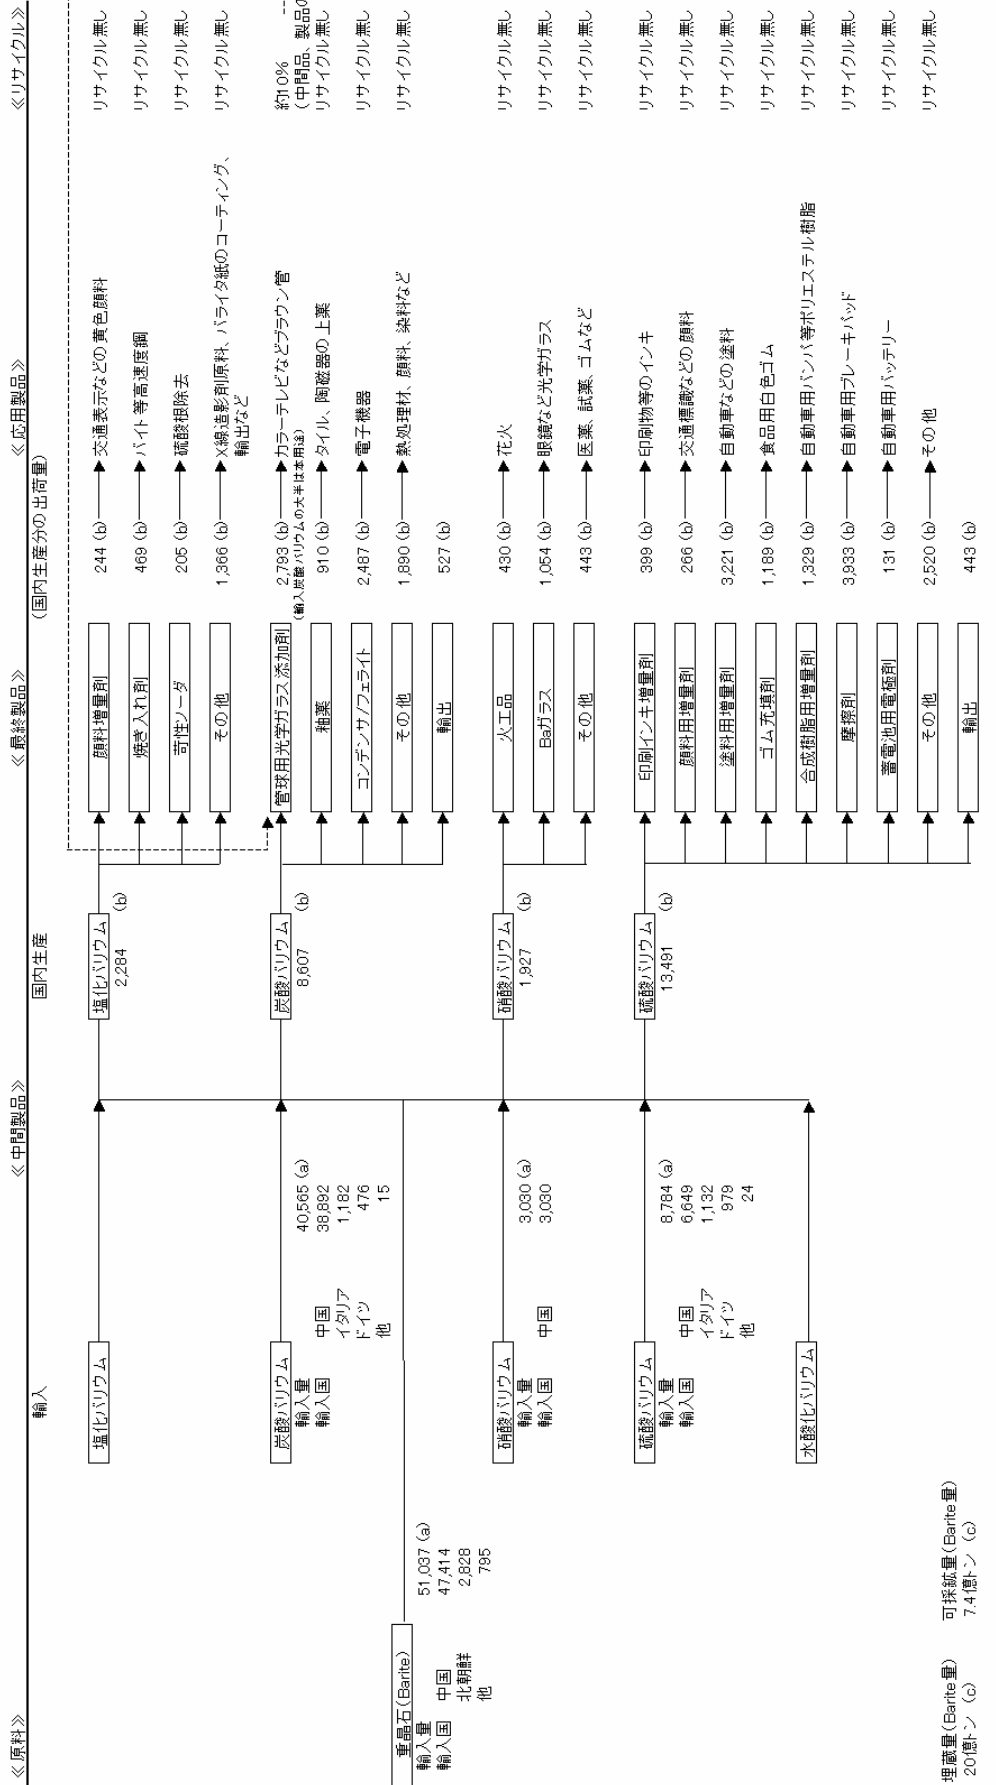 ≪原料≫
≪中間製品≫
≪最終製品≫
≪応用製品≫
≪リサイクル≫
輸入
国内生産
(国内生産分の出荷量)
塩化バリウム
塩化バリウム
2,284
(b)
顔料増量剤
244 (b)
交通表示などの黄色顔料
リサイクル無し
焼き入れ剤
469 (b)
バイト等高速度鋼
リサイクル無し
苛性ソーダ
205 (b)
硫酸根除去
リサイクル無し
その他
1,366 (b)
X線造影剤原料、バライタ紙のコーティング、
輸出など
リサイクル無し
炭酸バリウム
輸入量
40,565 (a)
輸入国
中国
38,892
イタリア
1,182
ドイツ
476
他
15
炭酸バリウム
8,607
(b)
管球用光学ガラス添加剤
2,793 (b)
カラーテレビなどブラウン管
(輸入炭酸バリウムの大半は本用途)
約10%
(中間品、製品の
釉薬
910 (b)
タイル、陶磁器の上薬
リサイクル無し
コンデンサ/フェライト
2,487 (b)
電子機器
リサイクル無し
その他
1,890 (b)
熱処理材、顔料、染料など
リサイクル無し
輸出
527 (b)
重晶石(Barite)
輸入量
51,037 (a)
輸入国
中国
47,414
北朝鮮
2,828
他
795
硝酸バリウム
輸入量
3,030 (a)
輸入国
中国
3,030
硝酸バリウム
1,927
(b)
火工品
430 (b)
花火
リサイクル無し
Baガラス
1,054 (b)
眼鏡など光学ガラス
リサイクル無し
その他
443 (b)
医薬、試薬、ゴムなど
リサイクル無し
硫酸バリウム
輸入量
8,784 (a)
輸入国
中国
6,649
イタリア
1,132
ドイツ
979
他
24
硫酸バリウム
13,491
(b)
印刷インキ増量剤
399 (b)
印刷物等のインキ
リサイクル無し
顔料用増量剤
266 (b)
交通標識などの顔料
リサイクル無し
塗料用増量剤
3,221 (b)
自動車などの塗料
リサイクル無し
ゴム充填剤
1,189 (b)
食品用白色ゴム
リサイクル無し
合成樹脂用増量剤
1,329 (b)
自動車用バンパ等ポリエステル樹脂
リサイクル無し
摩擦剤
3,933 (b)
自動車用ブレーキパッド
リサイクル無し
蓄電池用電極剤
131 (b)
自動車用バッテリー
リサイクル無し
その他
2,520 (b)
その他
リサイクル無し
輸出
443 (b)
水酸化バリウム
埋蔵量(Barite量)
20億トン (c)
可採鉱量(Barite量)
7.4億トン (c)